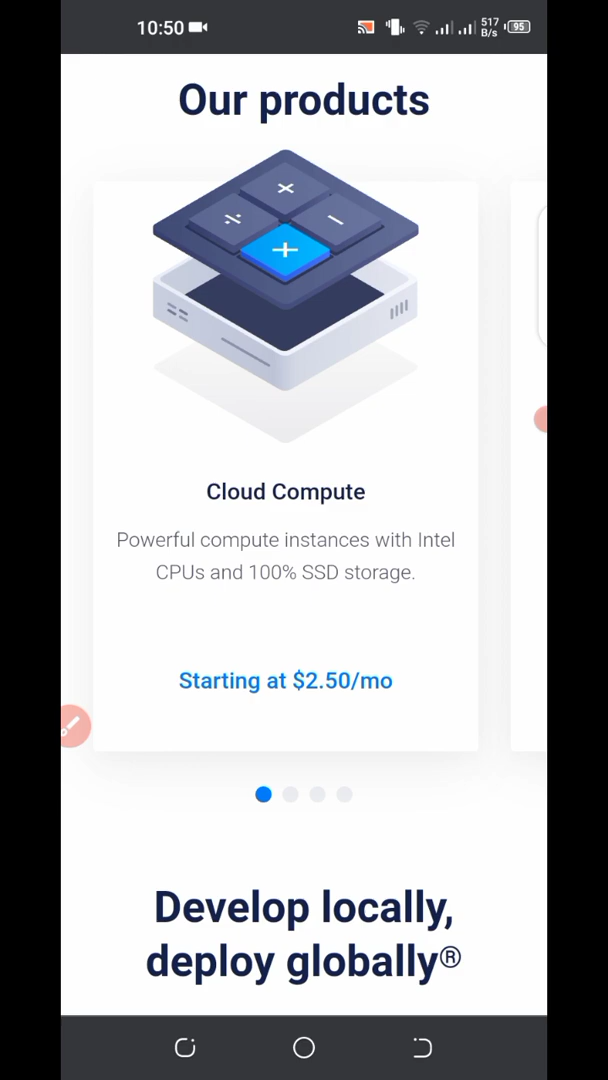 10:50
517
B/s
95
Our products
Cloud Compute
Powerful compute instances with Intel
CPUs and 100% SSD storage.
Starting at $2.50/mo
Develop locally,
deploy globally®